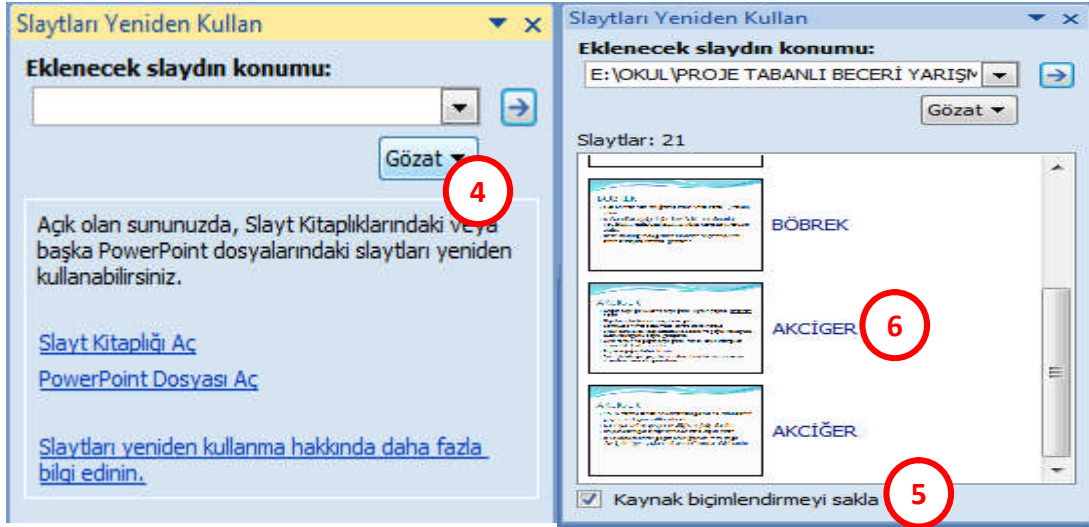 Slaytları Yeniden Kullan
Eklenecek slaydın konumu:
Gözat
4
Açık olan sununuzda, Slayt Kitaplıklarındaki veya
başka PowerPoint dosyalarındaki slaytları yeniden
kullanabilirsiniz.
Slayt Kitaplığı Aç
PowerPoint Dosyası Aç
Slaytları yeniden kullanma hakkında daha fazla
bilgi edinin.
Slaytları Yeniden Kullan
Eklenecek slaydın konumu:
E:\OKUL\PROJE TABANLI BECERİ YARIŞM
Gözat
Slaytlar: 21
BÖBREK
AKCİGER
6
AKCİĞER
Kaynak biçimlendirmeyi sakla
5